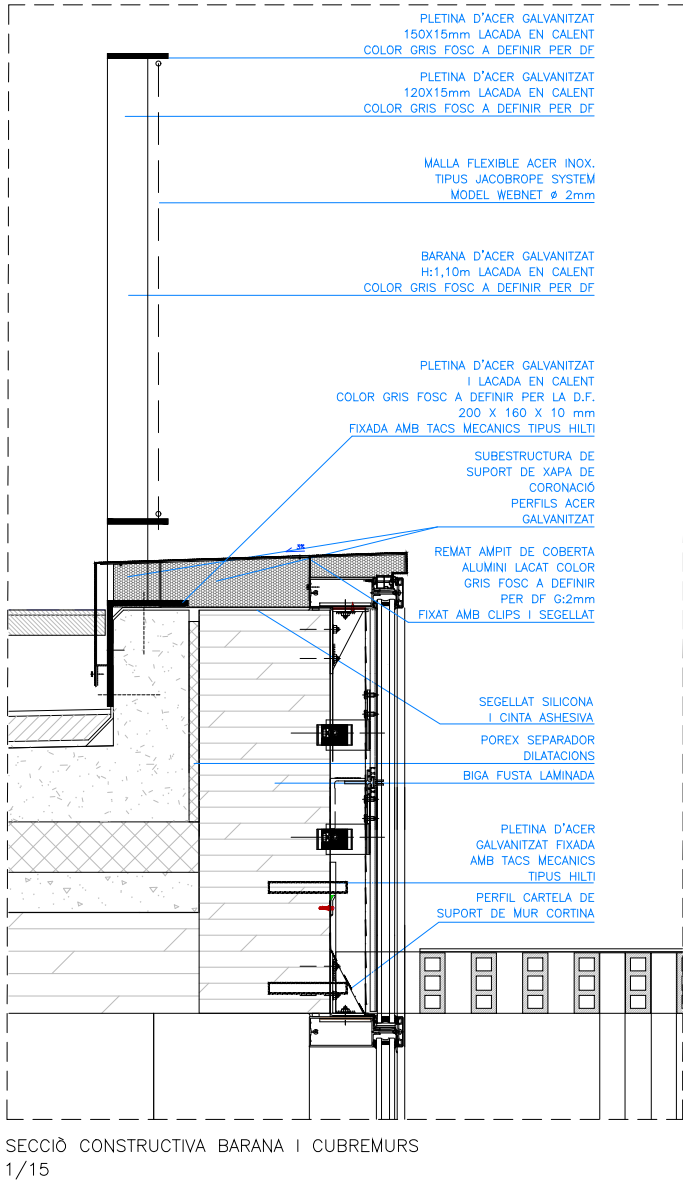 PLETINA D'ACER GALVANITZAT
150X15mm LACADA EN CALENT
COLOR GRIS FOSC A DEFINIR PER DF
PLETINA D'ACER GALVANITZAT
120X15mm LACADA EN CALENT
COLOR GRIS FOSC A DEFINIR PER DF
MALLA FLEXIBLE ACER INOX.
TIPUS JACOBROPE SYSTEM
MODEL WEBNET ø 2mm
BARANA D'ACER GALVANITZAT
H:1,10m LACADA EN CALENT
COLOR GRIS FOSC A DEFINIR PER DF
PLETINA D'ACER GALVANITZAT
I LACADA EN CALENT
COLOR GRIS FOSC A DEFINIR PER LA D.F.
200 X 160 X 10 mm
FIXADA AMB TACS MECANICS TIPUS HILTI
SUBESTRUCTURA DE
SUPORT DE XAPA DE
CORONACIÓ
PERFILS ACER
GALVANITZAT
REMAT AMPIT DE COBERTA
ALUMINI LACAT COLOR
GRIS FOSC A DEFINIR
PER DF G:2mm
FIXAT AMB CLIPS I SEGELLAT
SEGELLAT SILICONA
I CINTA ASHESIVA
POREX SEPARADOR
DILATACIONS
BIGA FUSTA LAMINADA
PLETINA D'ACER
GALVANITZAT FIXADA
AMB TACS MECANICS
TIPUS HILTI
PERFIL CARTELA DE
SUPORT DE MUR CORTINA
SECCIÒ CONSTRUCTIVA BARANA I CUBREMURS
1/15